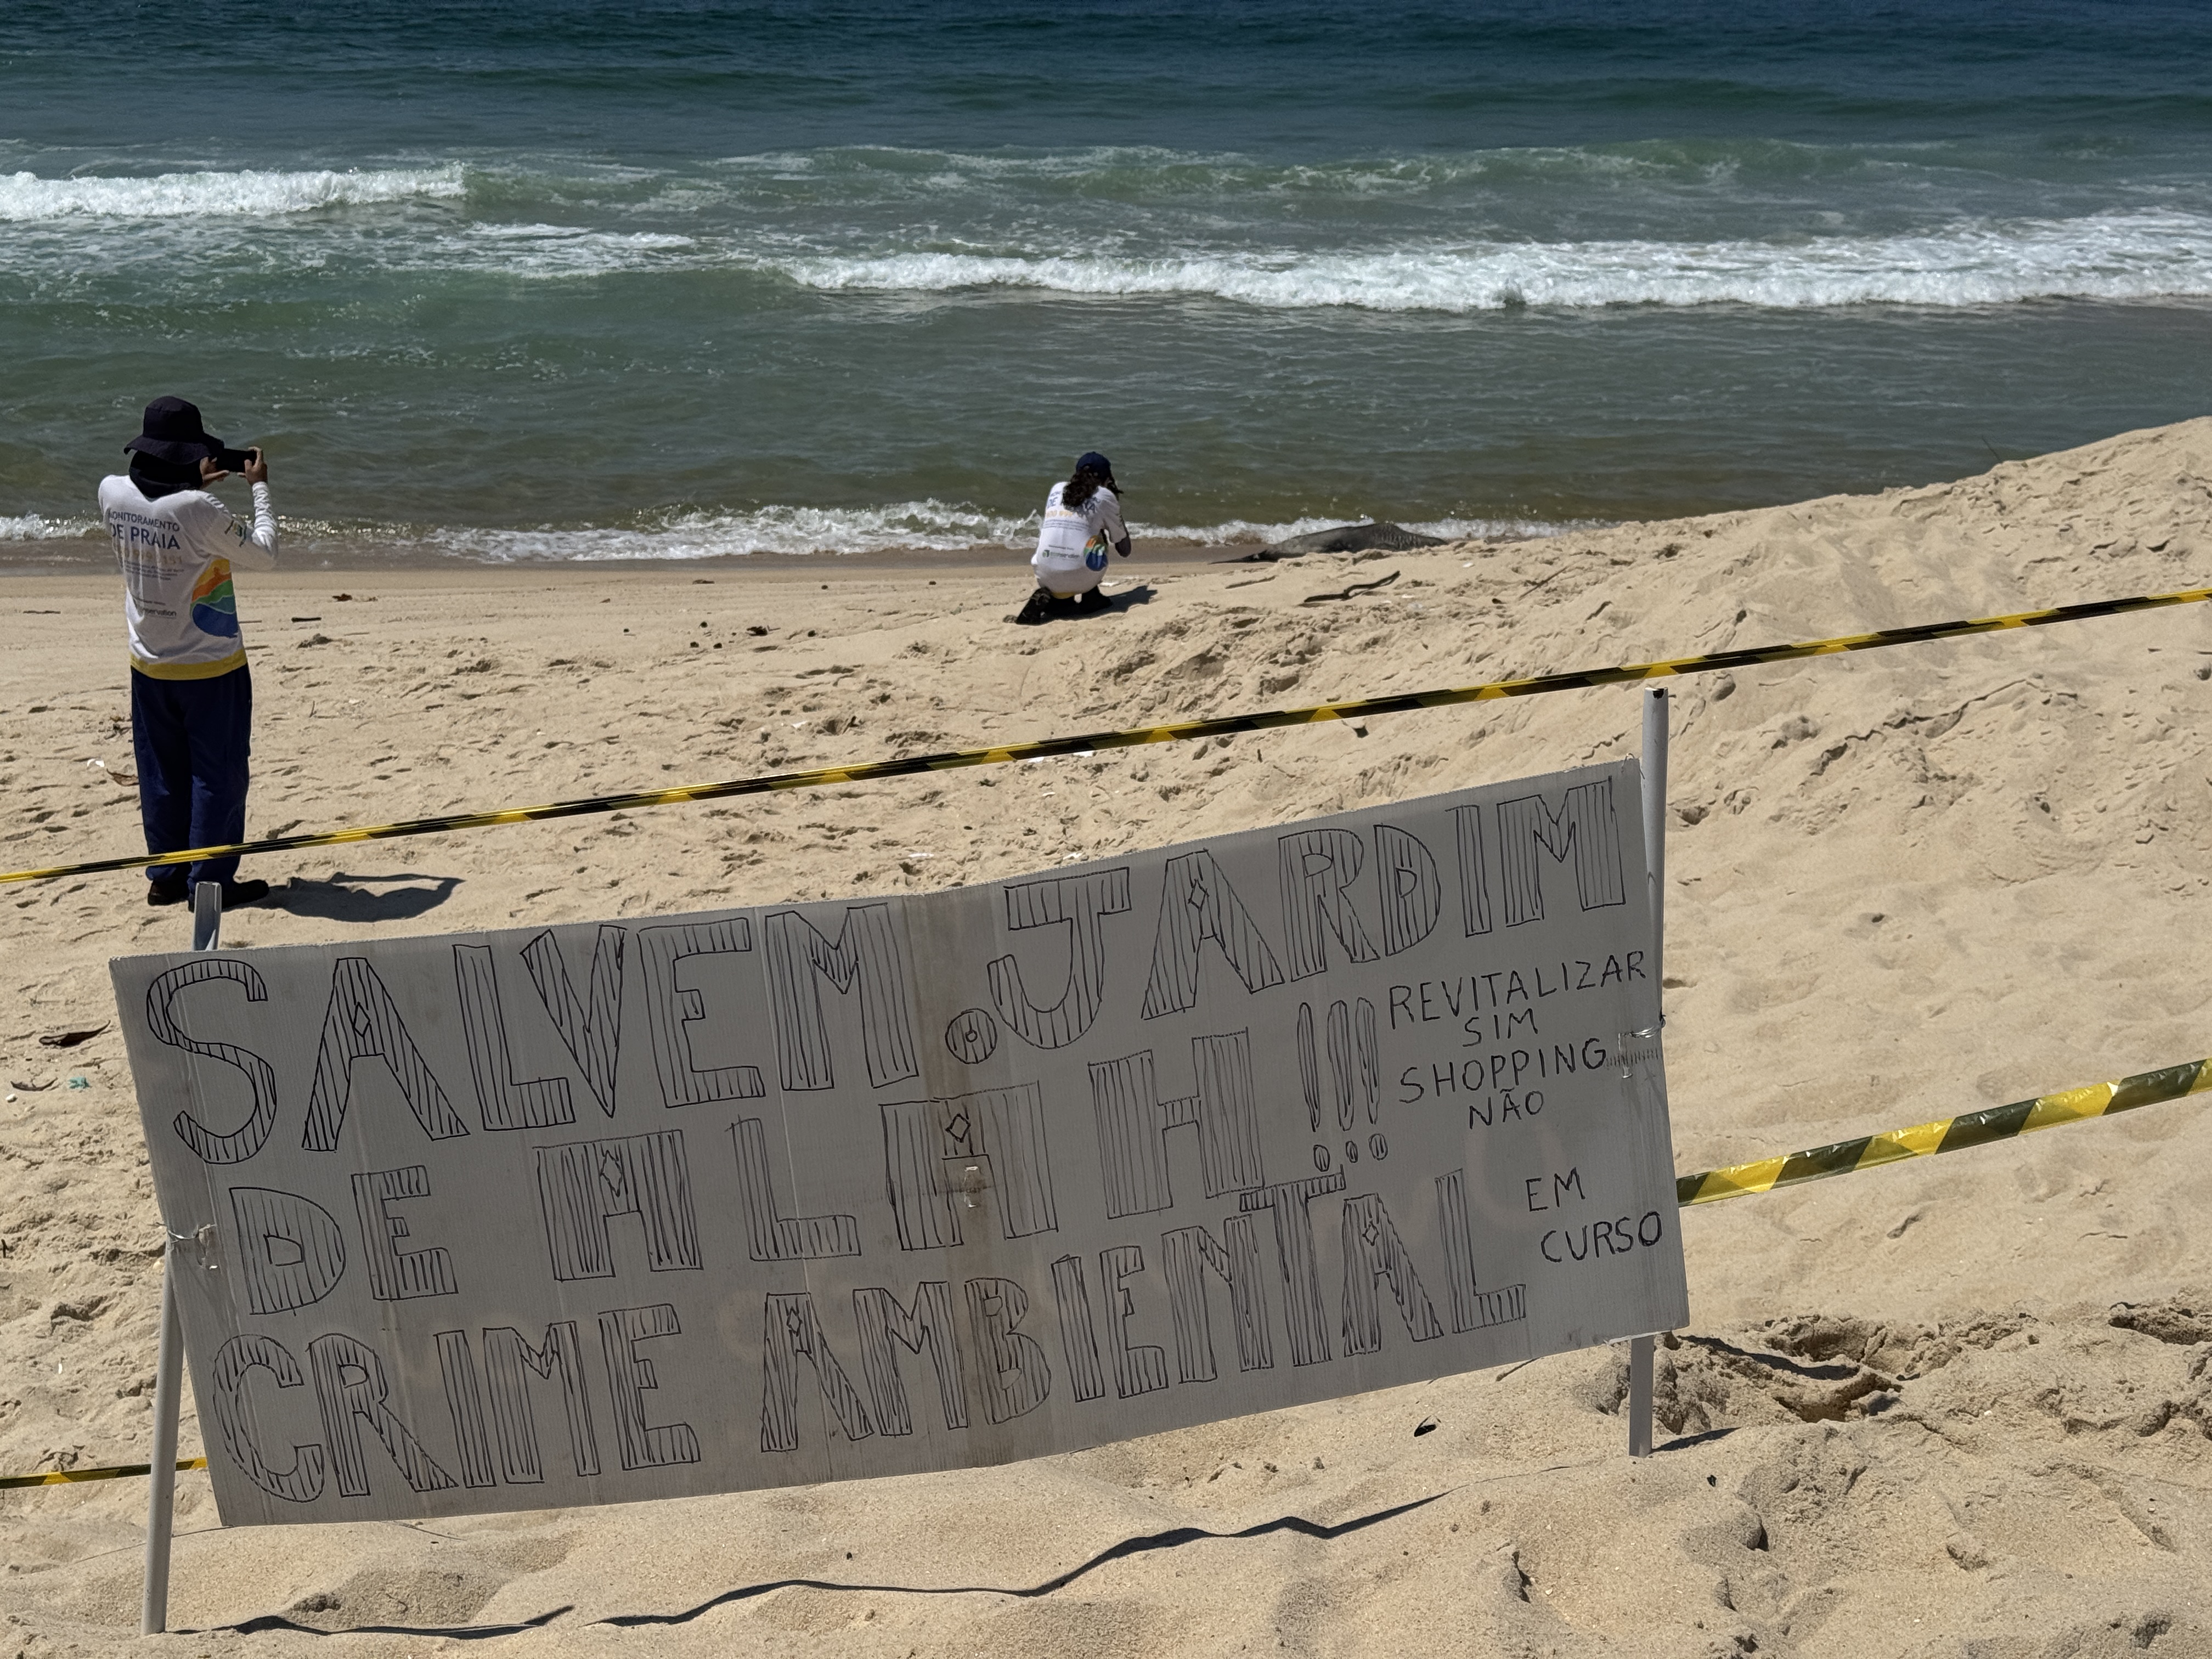 MONITORAMENTO
DE PRAIA
SALVEM.JARDIM
DE ALAH!!!
CRIME AMBIENTAL
REVITALIZAR
SIM
SHOPPING
NÃO
EM
CURSO